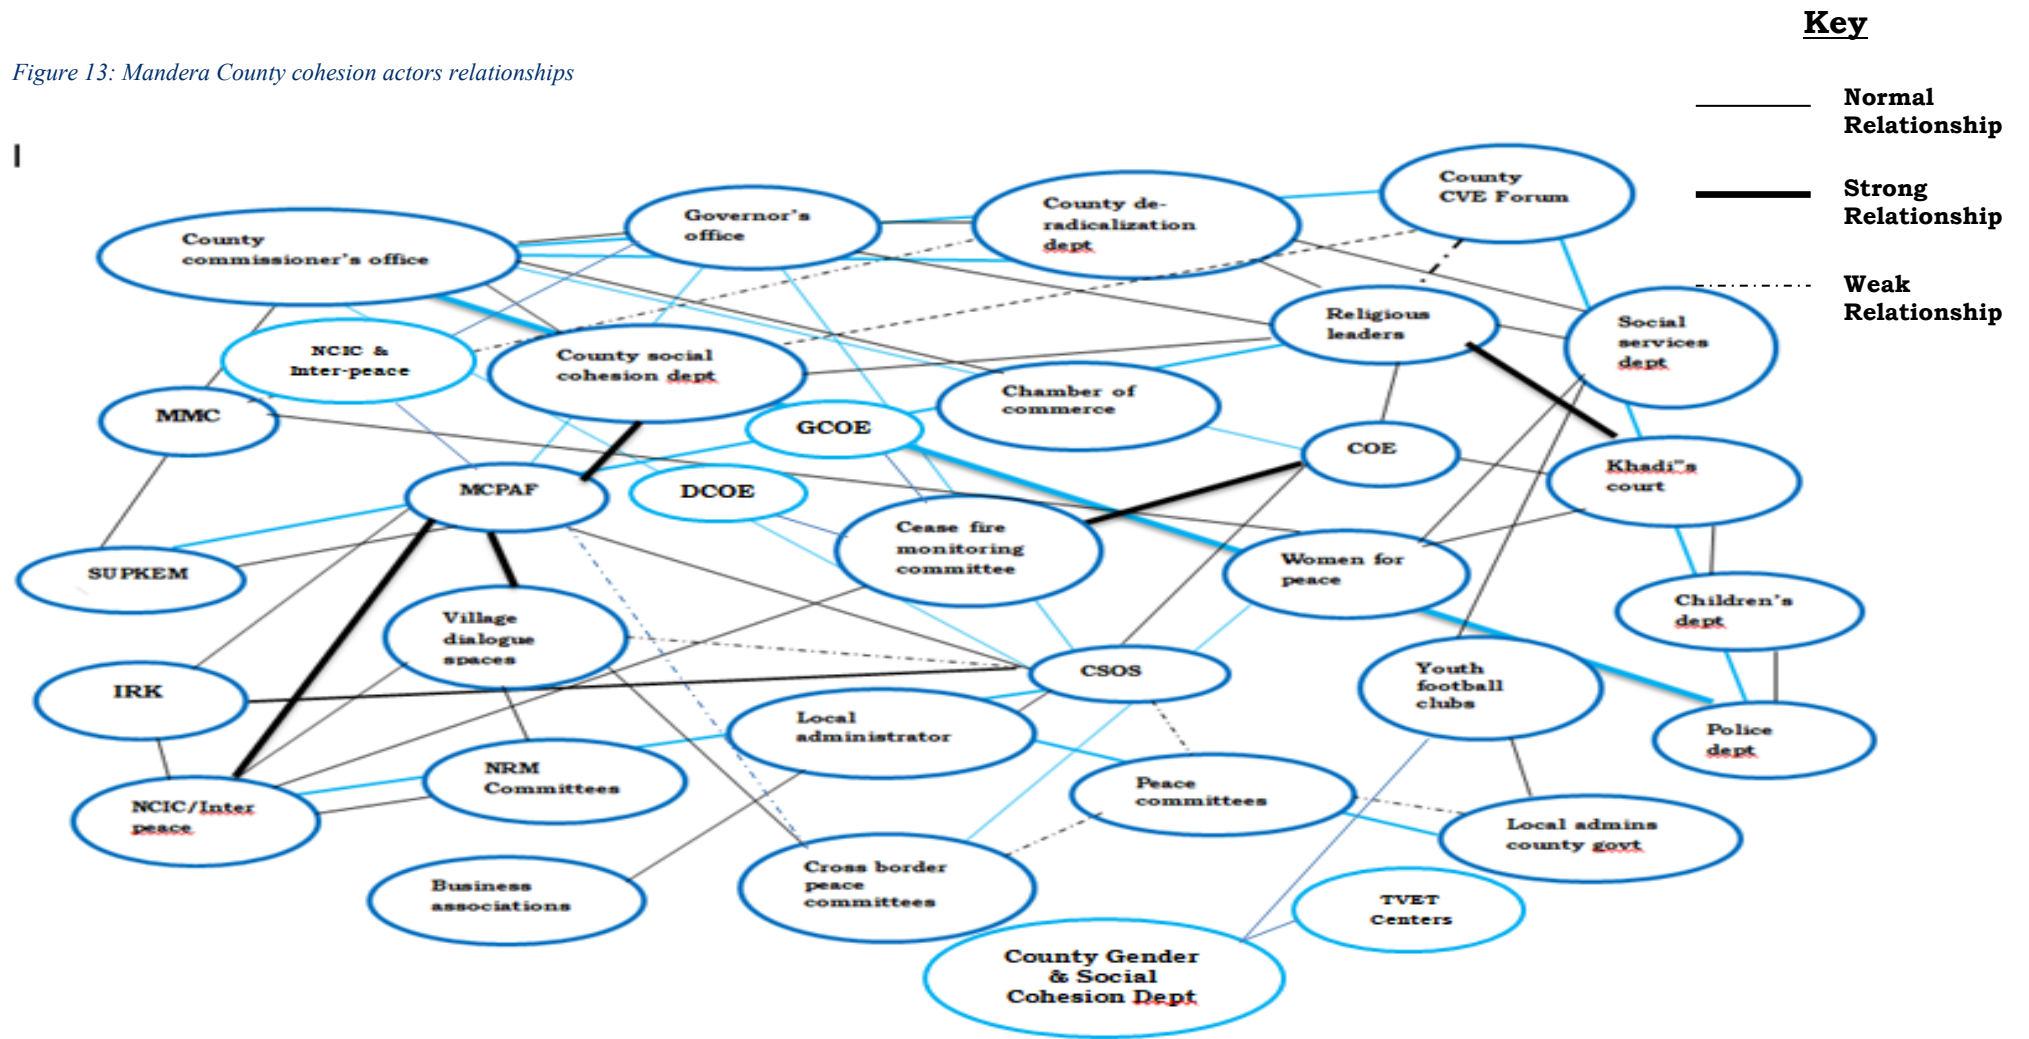 Key
Figure 13: Mandera County cohesion actors relationships
Normal
Relationship
Strong
Relationship
Weak
Relationship
County
CVE Forum
County de-
radicalization
dept
Governor's
office
County
commissioner's office
Religious
leaders
Social
services
dept
NCIC &
Inter-peace
County social
cohesion dept
Chamber of
commerce
MMC
GCOE
COE
Khadi"s
court
MCPAF
DCOE
Cease fire
monitoring
committee
Women for
peace
SUPKEM
Children's
dept
Village
dialogue
spaces
CSOS
Youth
football
clubs
IRK
Local
administrator
Police
dept
NRM
Committees
Peace
committees
NCIC/Inter
peace
Local admins
county govt
Cross border
peace
committees
Business
associations
TVET
Centers
County Gender
& Social
Cohesion Dept